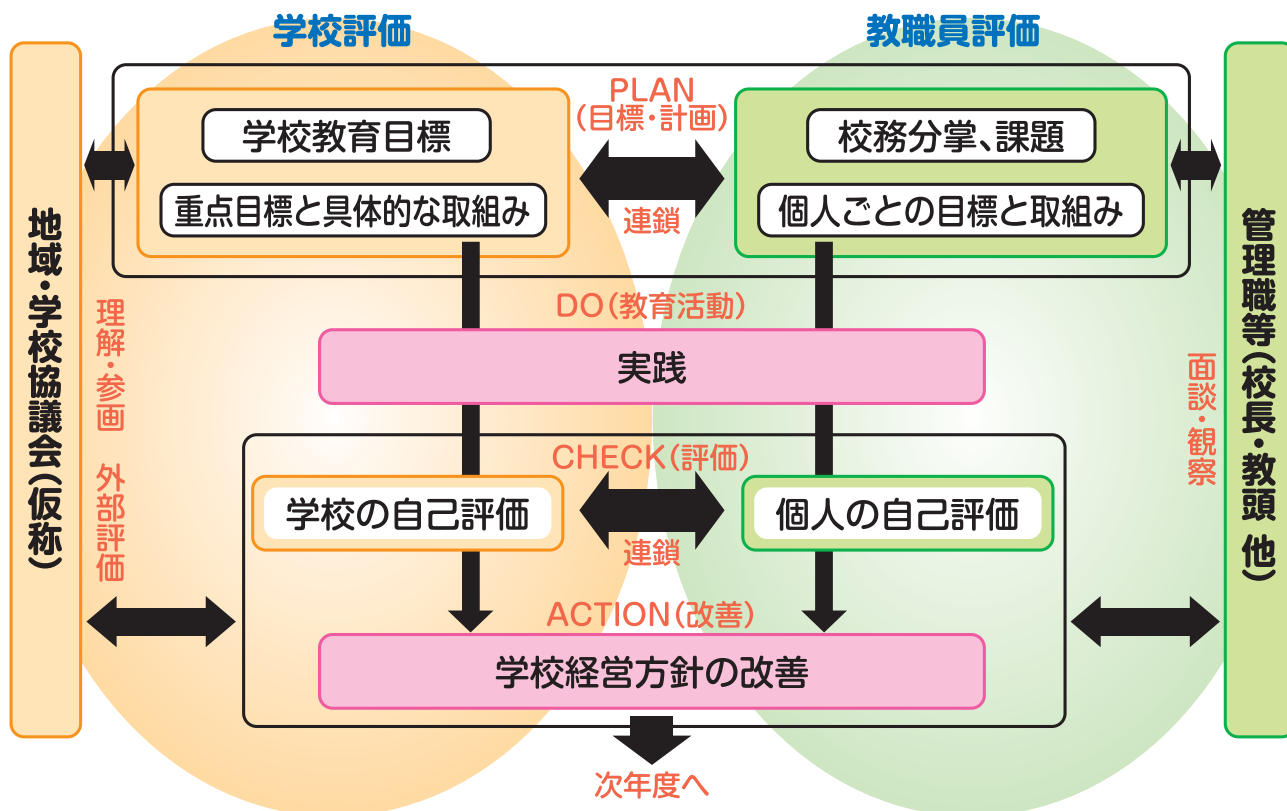 学校評価
教職員評価
地域・学校協議会(仮称)
PLAN
(目標・計画)
学校教育目標
重点目標と具体的な取組み
連鎖
校務分掌、課題
個人ごとの目標と取組み
管理職等(校長・教頭 他)
理解・参画 外部評価
面談・観察
DO(教育活動)
実践
CHECK(評価)
学校の自己評価
連鎖
個人の自己評価
ACTION(改善)
学校経営方針の改善
次年度へ